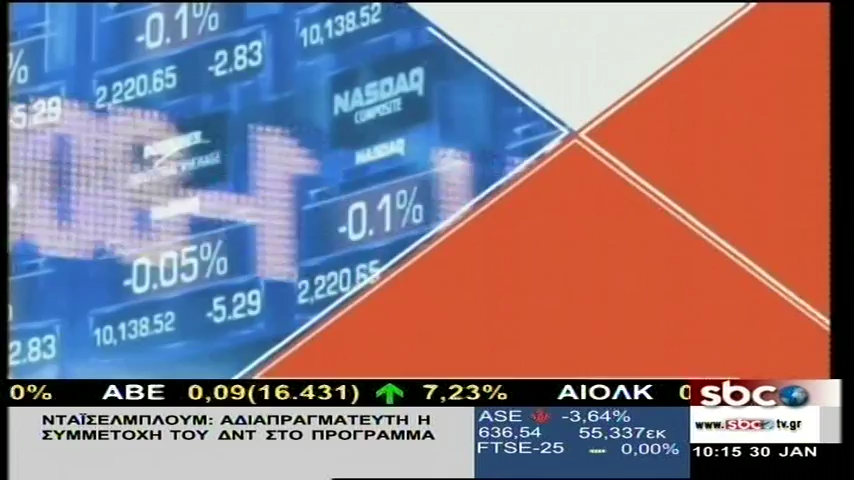 -0.1%
10,138.52
%
2,220.65
-2.83
-5.29
NASDAQ
COMPOSITE
NASDAQ
-0.1%
-0.05%
2,220.65
-5.29
10,138.52
2.83
0% ΑΒΕ 0,09(16.431) 7,23% ΑΙΟΛΚ 0
sbc
ΝΤΑΪΣΕΛΜΠΛΟΥΜ: ΑΔΙΑΠΡΑΓΜΑΤΕΥΤΗ Η
ΣΥΜΜΕΤΟΧΗ ΤΟΥ ΔΝΤ ΣΤΟ ΠΡΟΓΡΑΜΜΑ
ASE -3,64%
636,54 55,337εκ
FTSE-25 0,00%
www.sbctv.gr
10:15 30 JAN